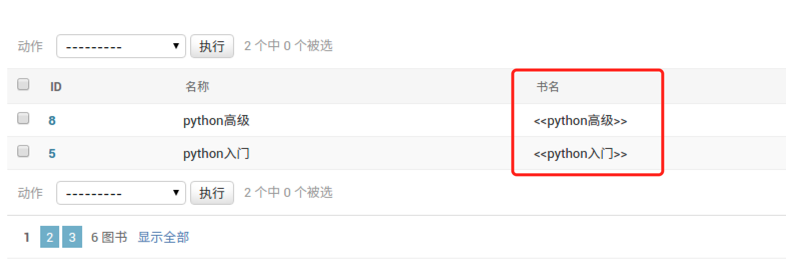 动作 --------- 执行 2 个中 0 个被选
ID 名称 书名
8 python高级 <<python高级>>
5 python入门 <<python入门>>
动作 --------- 执行 2 个中 0 个被选
1 2 3 6 图书 显示全部